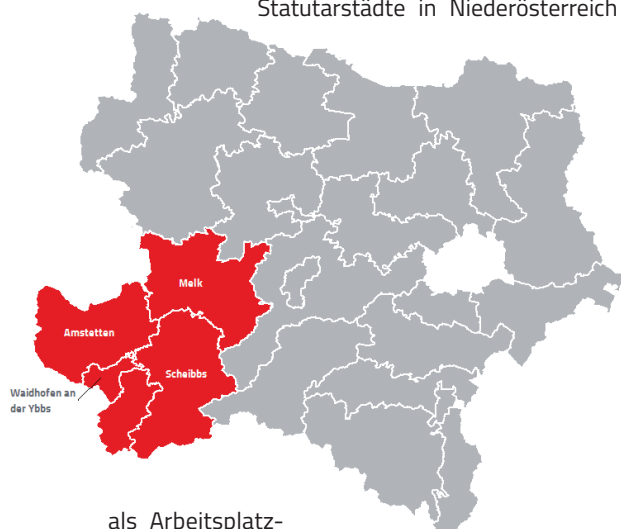 Statutarstädte in Niederösterreich
Melk
Amstetten
Scheibbs
Waidhofen an
der Ybbs
als Arbeitsplatz-